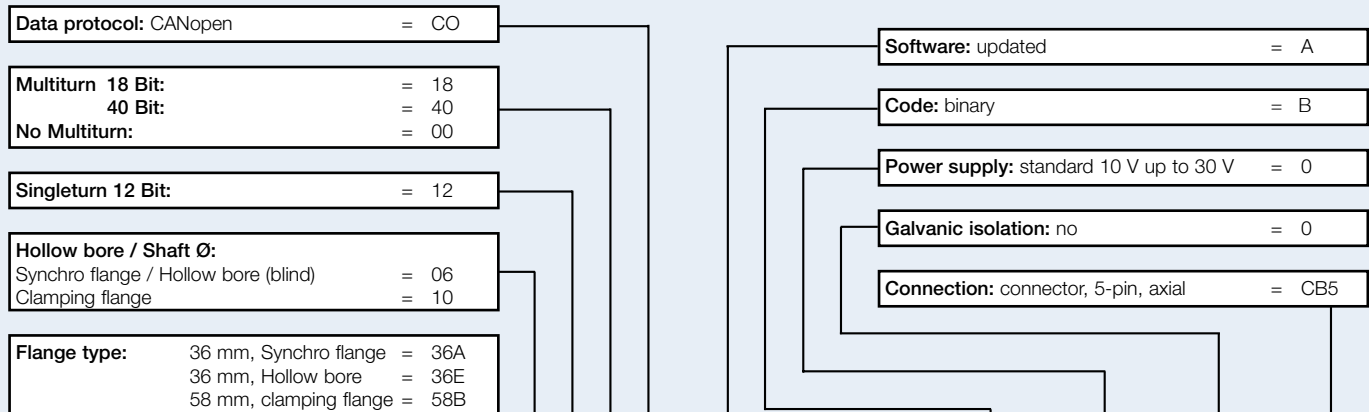 Data protocol: CANopen = CO
Multiturn 18 Bit: = 18
40 Bit: = 40
No Multiturn: = 00
Singleturn 12 Bit: = 12
Hollow bore / Shaft Ø:
Synchro flange / Hollow bore (blind) = 06
Clamping flange = 10
Flange type: 36 mm, Synchro flange = 36A
36 mm, Hollow bore = 36E
58 mm, clamping flange = 58B
Software: updated = A
Code: binary = B
Power supply: standard 10 V up to 30 V = 0
Galvanic isolation: no = 0
Connection: connector, 5-pin, axial = CB5